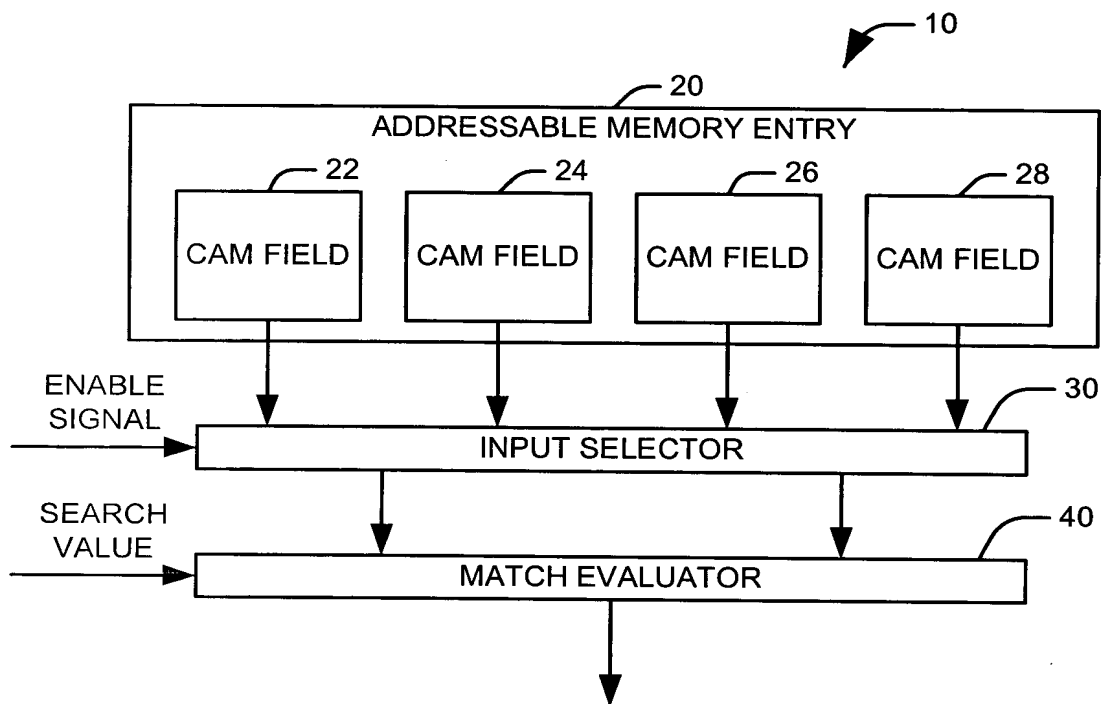 10
20
ADDRESSABLE MEMORY ENTRY
22
24
26
28
CAM FIELD
CAM FIELD
CAM FIELD
CAM FIELD
ENABLE
SIGNAL
30
INPUT SELECTOR
SEARCH
VALUE
40
MATCH EVALUATOR